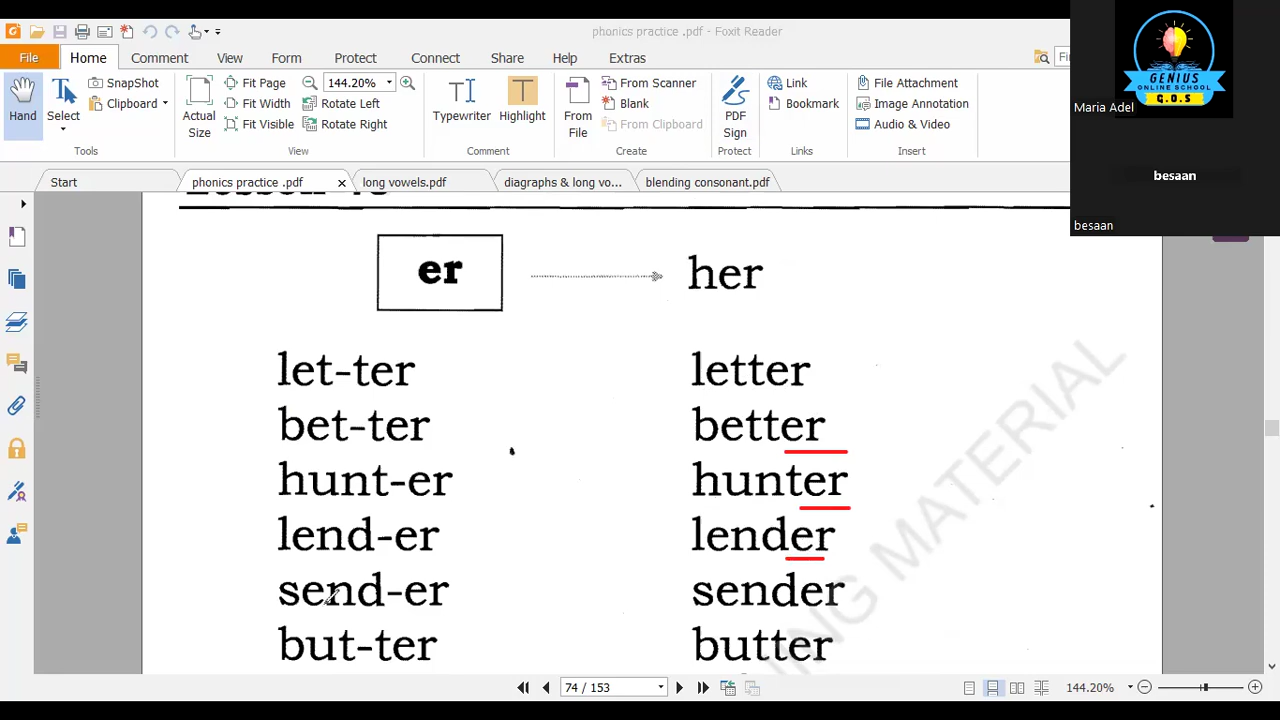 phonics practice .pdf - Foxit Reader
File Home Comment View Form Protect Connect Share Help Extras
Hand
Select
SnapShot
Clipboard
Actual Size
Fit Page
Fit Width
Fit Visible
144.20%
Rotate Left
Rotate Right
Typewriter
Highlight
From File
From Scanner
Blank
From Clipboard
PDF Sign
Link
Bookmark
File Attachment
Image Annotation
Audio & Video
Tools View Comment Create Protect Links Insert
GENIUS
ONLINE SCHOOL
G.O.S
Maria Adel
besaan
besaan
Start phonics practice .pdf long vowels.pdf diagraphs & long vo... blending consonant.pdf
er her
let-ter letter
bet-ter better
hunt-er hunter
lend-er lender
send-er sender
but-ter butter
ING MATERIAL
74 / 153
144.20%